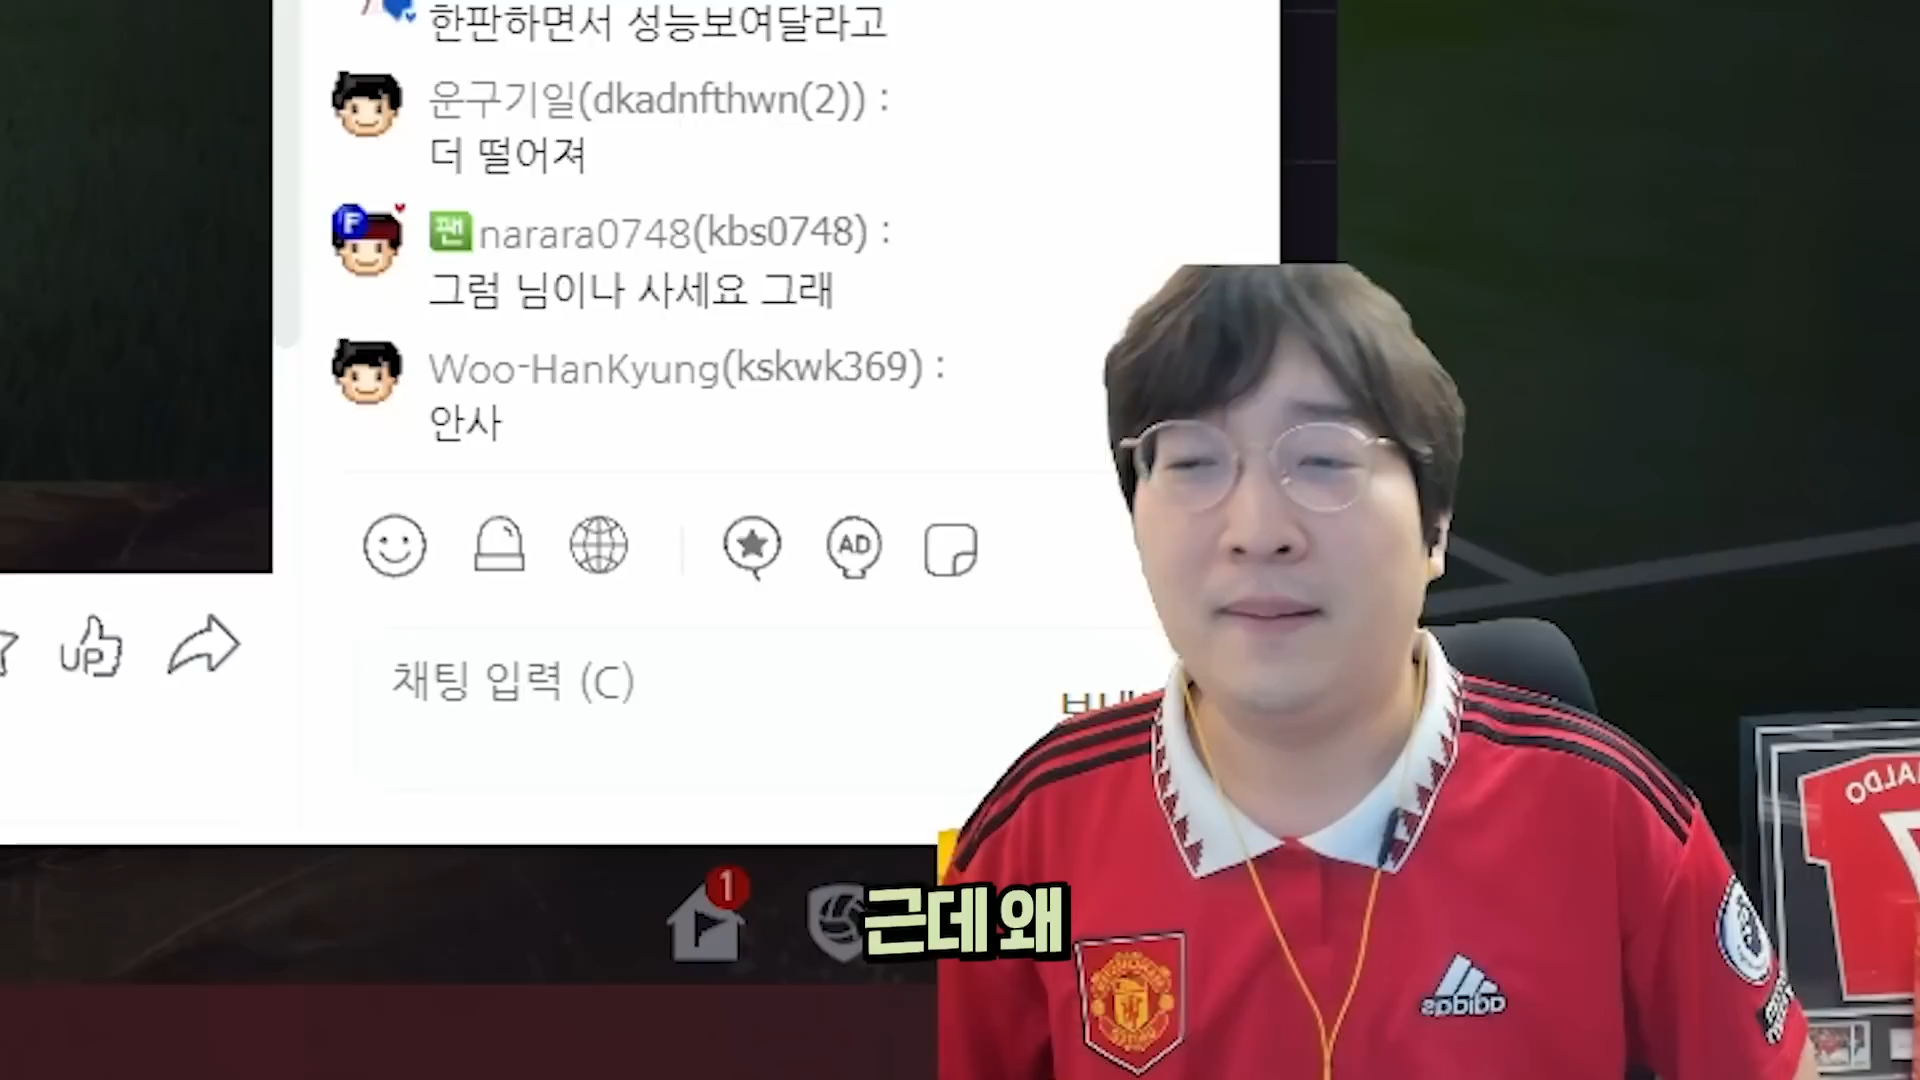 한판하면서 성능보여달라고
운구기일(dkadnfthwn(2)) :
더 떨어져
F
팬 narara0748(kbs0748) :
그럼 님이나 사세요 그래
Woo-HanKyung(kskwk369) :
안사
AD
UP
채팅 입력 (C)
1
근데 왜
adidas